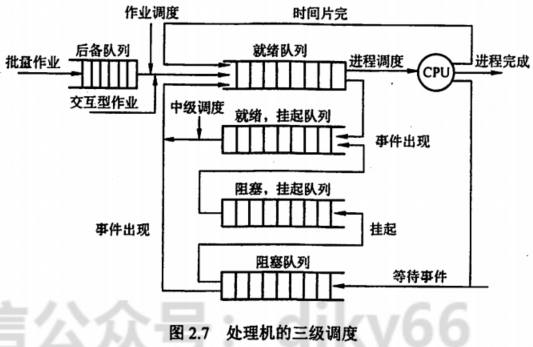 作业调度
时间片完
批量作业
后备队列
就绪队列
进程调度
CPU
进程完成
交互型作业
中级调度
就绪，挂起队列
事件出现
阻塞，挂起队列
事件出现
挂起
阻塞队列
等待事件
信公众号：djky66
图 2.7 处理机的三级调度